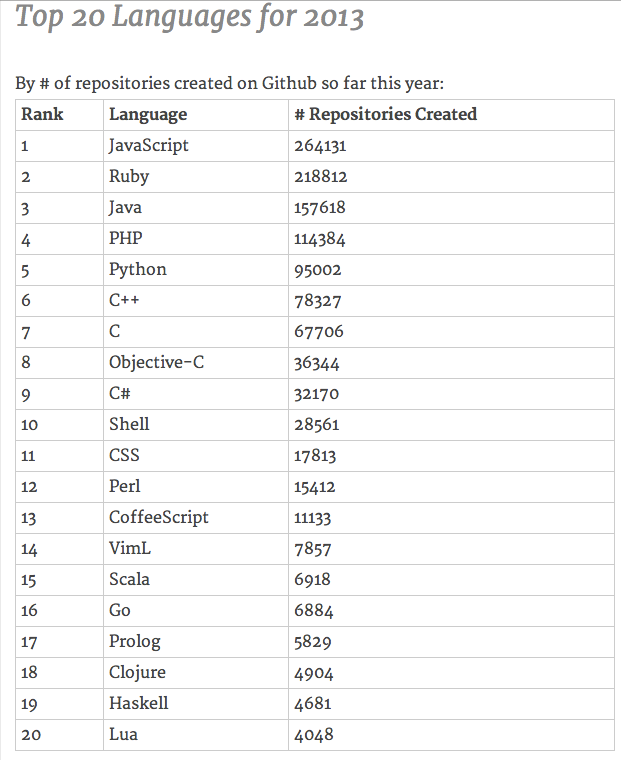 Top 20 Languages for 2013
By # of repositories created on Github so far this year:
Rank Language # Repositories Created
1 JavaScript 264131
2 Ruby 218812
3 Java 157618
4 PHP 114384
5 Python 95002
6 C++ 78327
7 C 67706
8 Objective-C 36344
9 C# 32170
10 Shell 28561
11 CSS 17813
12 Perl 15412
13 CoffeeScript 11133
14 VimL 7857
15 Scala 6918
16 Go 6884
17 Prolog 5829
18 Clojure 4904
19 Haskell 4681
20 Lua 4048